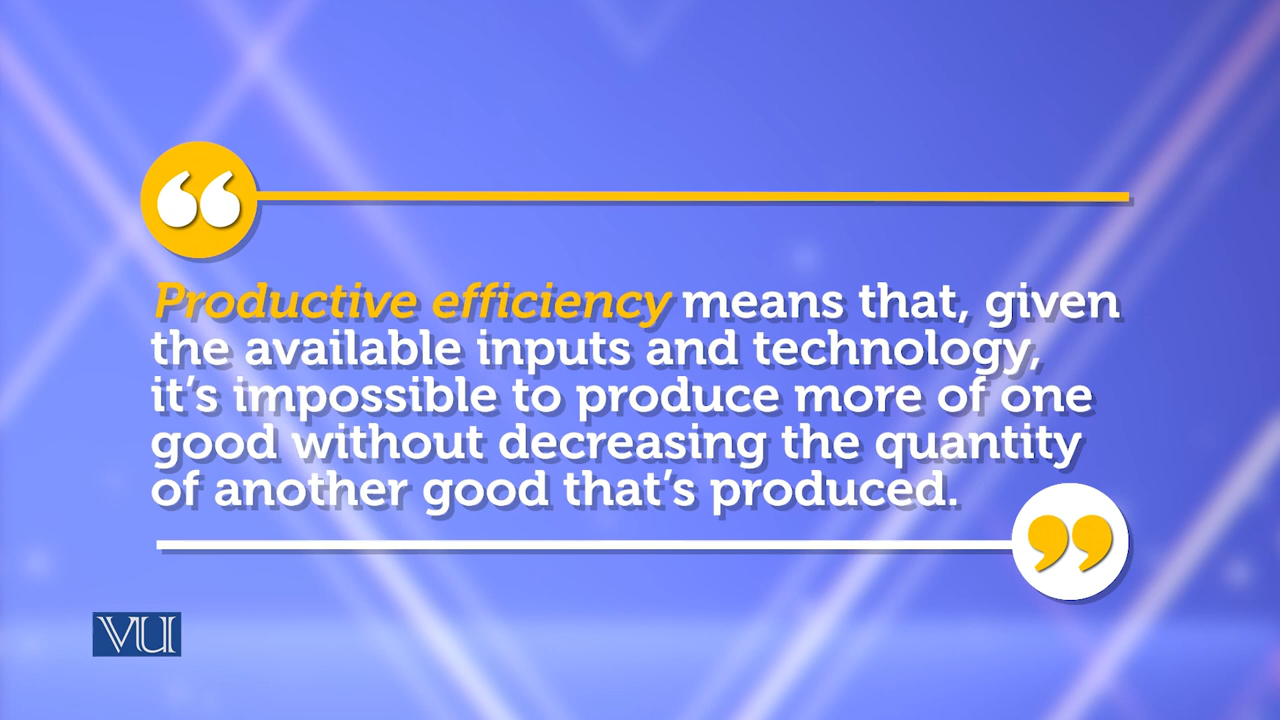 “
Productive efficiency means that, given
the available inputs and technology,
it’s impossible to produce more of one
good without decreasing the quantity
of another good that’s produced.
”
VU